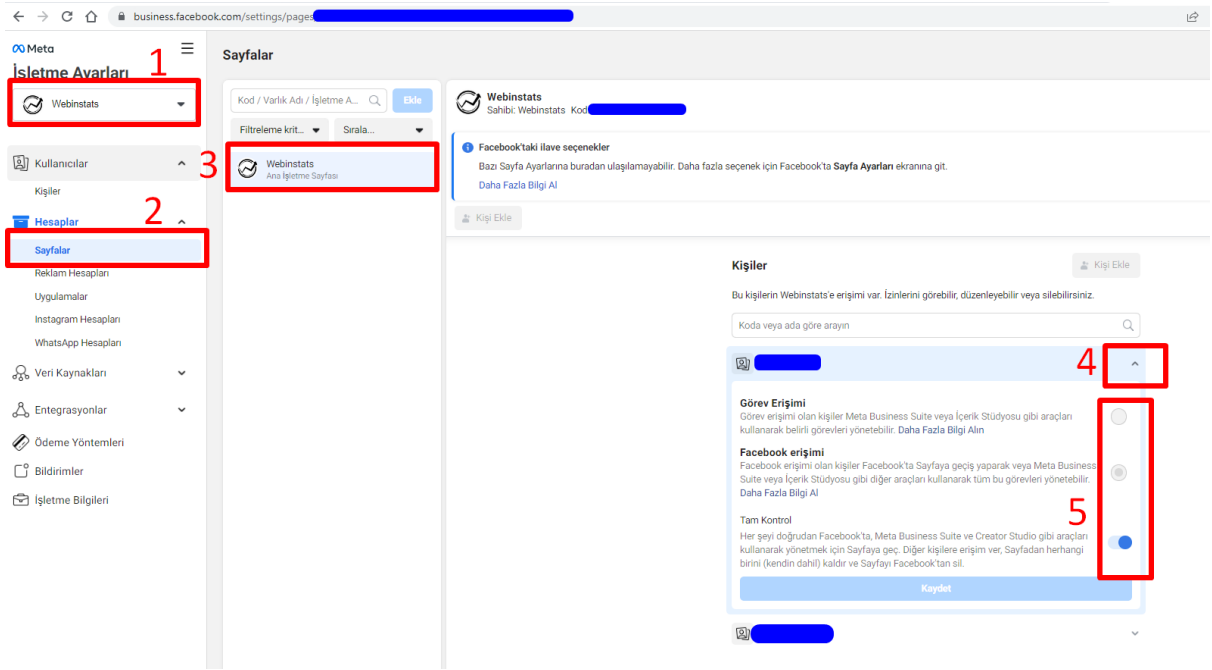 business.facebook.com/settings/pages
Meta
İşletme Ayarları
1
Webinstats
Kullanıcılar
Kişiler
Hesaplar
2
Sayfalar
Reklam Hesapları
Uygulamalar
Instagram Hesapları
WhatsApp Hesapları
Veri Kaynakları
Entegrasyonlar
Ödeme Yöntemleri
Bildirimler
İşletme Bilgileri
Sayfalar
Kod / Varlık Adı / İşletme A...
Ekle
Filtreleme krit...
Sırala...
3
Webinstats
Ana İşletme Sayfası
Webinstats
Sahibi: Webinstats Kod
Facebook'taki ilave seçenekler
Bazı Sayfa Ayarlarına buradan ulaşılamayabilir. Daha fazla seçenek için Facebook'ta Sayfa Ayarları ekranına git.
Daha Fazla Bilgi Al
Kişi Ekle
Kişiler
Kişi Ekle
Bu kişilerin Webinstats'e erişimi var. İzinlerini görebilir, düzenleyebilir veya silebilirsiniz.
Koda veya ada göre arayın
4
Görev Erişimi
Görev erişimi olan kişiler Meta Business Suite veya İçerik Stüdyosu gibi araçları
kullanarak belirli görevleri yönetebilir. Daha Fazla Bilgi Alın
Facebook erişimi
Facebook erişimi olan kişiler Facebook'ta Sayfaya geçiş yaparak veya Meta Business
Suite veya İçerik Stüdyosu gibi diğer araçları kullanarak tüm bu görevleri yönetebilir.
Daha Fazla Bilgi Al
5
Tam Kontrol
Her şeyi doğrudan Facebook'ta, Meta Business Suite ve Creator Studio gibi araçları
kullanarak yönetmek için Sayfaya geç. Diğer kişilere erişim ver, Sayfadan herhangi
birini (kendin dahil) kaldır ve Sayfayı Facebook'tan sil.
Kaydet